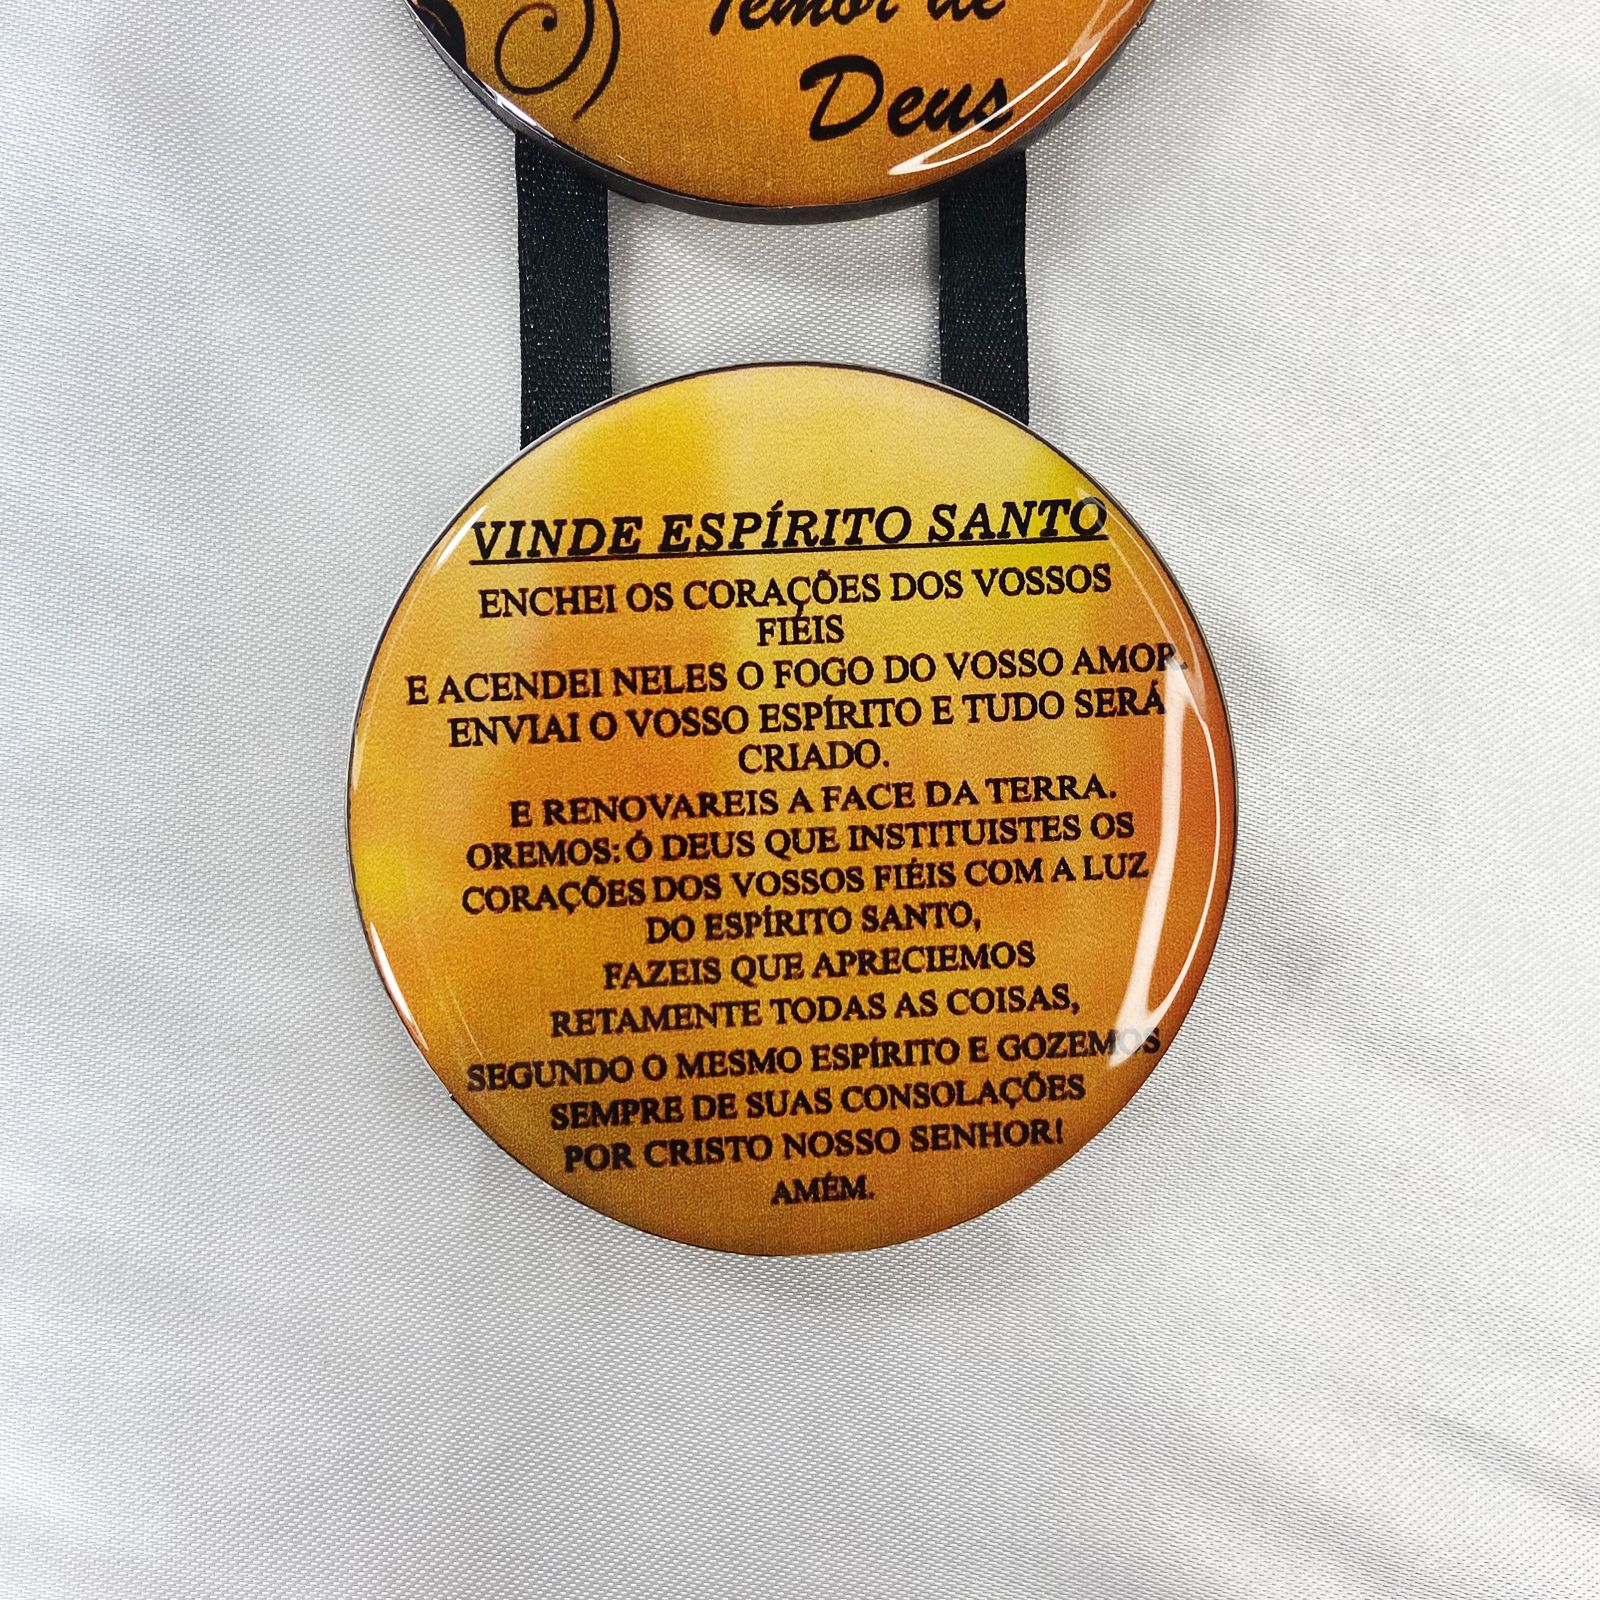 Temor de
Deus
VINDE ESPÍRITO SANTO
ENCHEI OS CORAÇÕES DOS VOSSOS
FIÉIS
E ACENDEI NELES O FOGO DO VOSSO AMOR.
ENVIAI O VOSSO ESPÍRITO E TUDO SERÁ
CRIADO.
E RENOVAREIS A FACE DA TERRA.
OREMOS: Ó DEUS QUE INSTITUISTES OS
CORAÇÕES DOS VOSSOS FIÉIS COM A LUZ
DO ESPÍRITO SANTO,
FAZEIS QUE APRECIEMOS
RETAMENTE TODAS AS COISAS,
SEGUNDO O MESMO ESPÍRITO E GOZEMOS
SEMPRE DE SUAS CONSOLAÇÕES
POR CRISTO NOSSO SENHOR!
AMÉM.